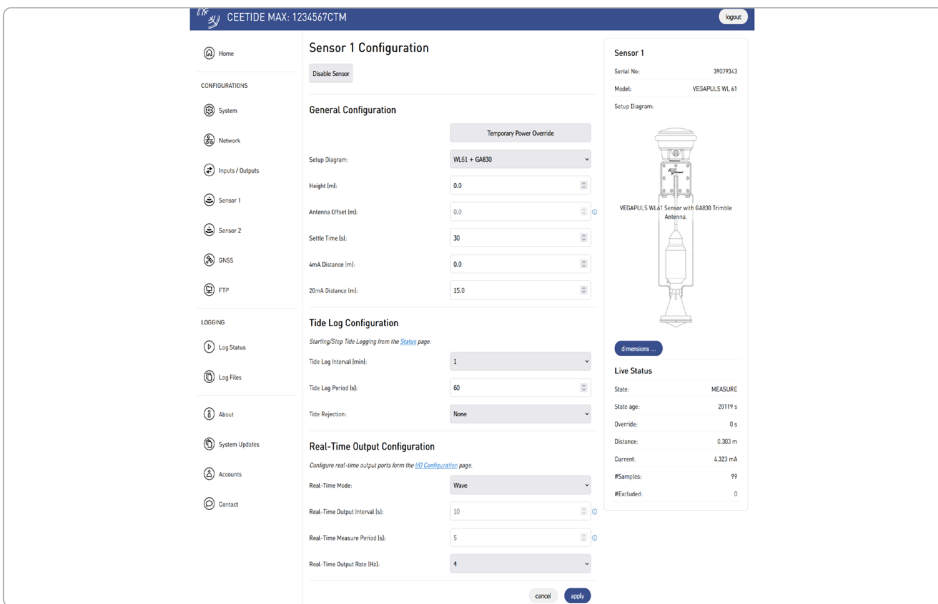 CEETIDE MAX: 1234567CTM
logout
Home
CONFIGURATIONS
System
Network
Inputs / Outputs
Sensor 1
Sensor 2
GNSS
FTP
LOGGING
Log Status
Log Files
About
System Updates
Accounts
Contact
Sensor 1 Configuration
Disable Sensor
General Configuration
Temporary Power Override
Setup Diagram: WL61 + GA830
Height (m): 0.0
Antenna Offset (m): 0.0
Settle Time (s): 30
4mA Distance (m): 0.0
20mA Distance (m): 15.0
Tide Log Configuration
Starting/Stop Tide Logging from the Status page.
Tide Log Interval (min): 1
Tide Log Period (s): 60
Tide Rejection: None
Real-Time Output Configuration
Configure real-time output ports form the I/O Configuration page.
Real-Time Mode: Wave
Real-Time Output Interval (s): 10
Real-Time Measure Period (s): 5
Real-Time Output Rate (Hz): 4
cancel
apply
Sensor 1
Serial No: 39079343
Model: VEGAPULS WL 61
Setup Diagram:
VEGAPULS WL61 Sensor with GA830 Trimble
Antenna.
dimensions ...
Live Status
State: MEASURE
State age: 20119 s
Override: 0 s
Distance: 0.303 m
Current: 4.323 mA
#Samples: 99
#Excluded: 0